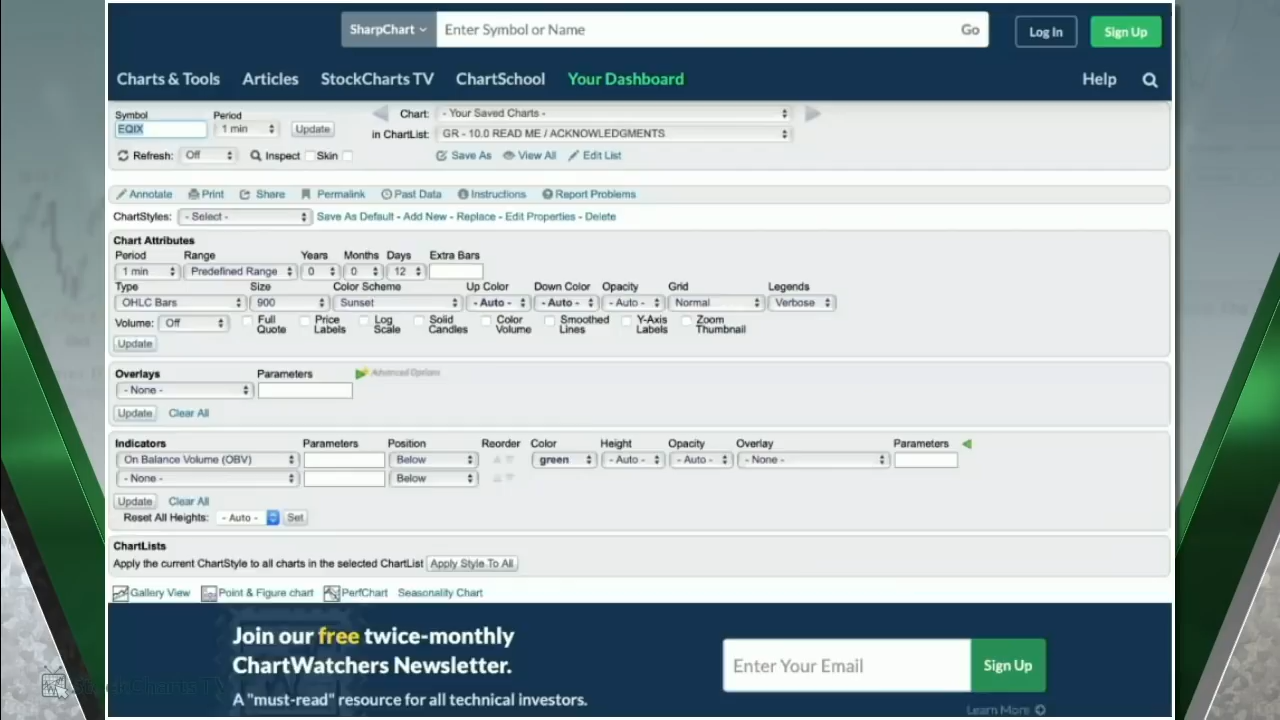 SharpChart Enter Symbol or Name Go Log In Sign Up
Charts & Tools Articles StockCharts TV ChartSchool Your Dashboard Help
Symbol Period Chart: - Your Saved Charts -
EQIX 1 min Update in ChartList: GR - 10.0 READ ME / ACKNOWLEDGMENTS
Refresh: Off Inspect Skin Save As View All Edit List
Annotate Print Share Permalink Past Data Instructions Report Problems
ChartStyles: - Select - Save As Default - Add New - Replace - Edit Properties - Delete
Chart Attributes
Period Range Years Months Days Extra Bars
1 min Predefined Range 0 0 12
Type Size Color Scheme Up Color Down Color Opacity Grid Legends
OHLC Bars 900 Sunset - Auto - - Auto - - Auto - Normal Verbose
Volume: Off Full Quote Price Labels Log Scale Solid Candles Color Volume Smoothed Lines Y-Axis Labels Zoom Thumbnail
Update
Overlays Parameters Advanced Options
- None -
Update Clear All
Indicators Parameters Position Reorder Color Height Opacity Overlay Parameters
On Balance Volume (OBV) Below green - Auto - - Auto - - None -
- None - Below
Update Clear All
Reset All Heights: - Auto - Set
ChartLists
Apply the current ChartStyle to all charts in the selected ChartList Apply Style To All
Gallery View Point & Figure chart PerfChart Seasonality Chart
Join our free twice-monthly
ChartWatchers Newsletter.
Enter Your Email Sign Up
A "must-read" resource for all technical investors.
StockCharts TV
Learn More